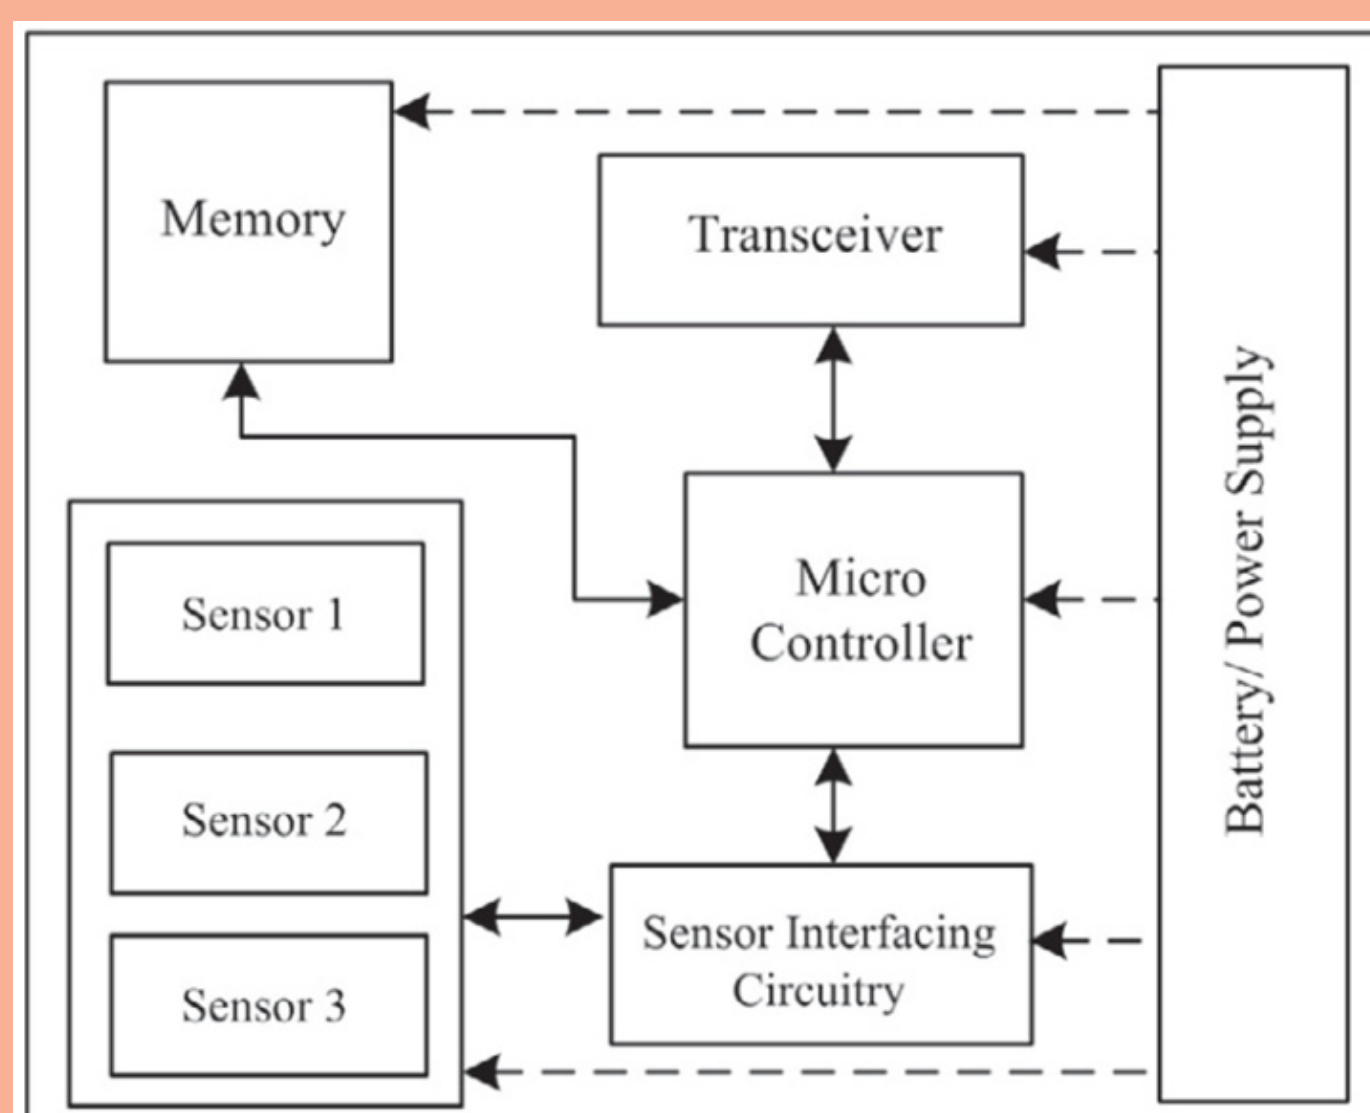 Memory
Transceiver
Micro
Controller
Sensor 1
Sensor 2
Sensor 3
Sensor Interfacing
Circuitry
Battery/ Power Supply